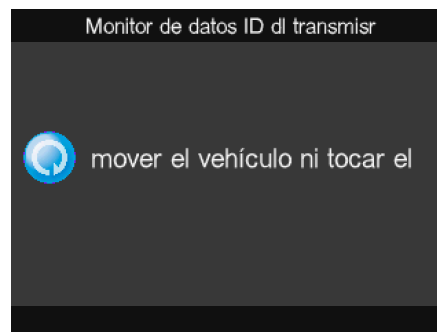 Monitor de datos ID dl transmisr
mover el vehículo ni tocar el